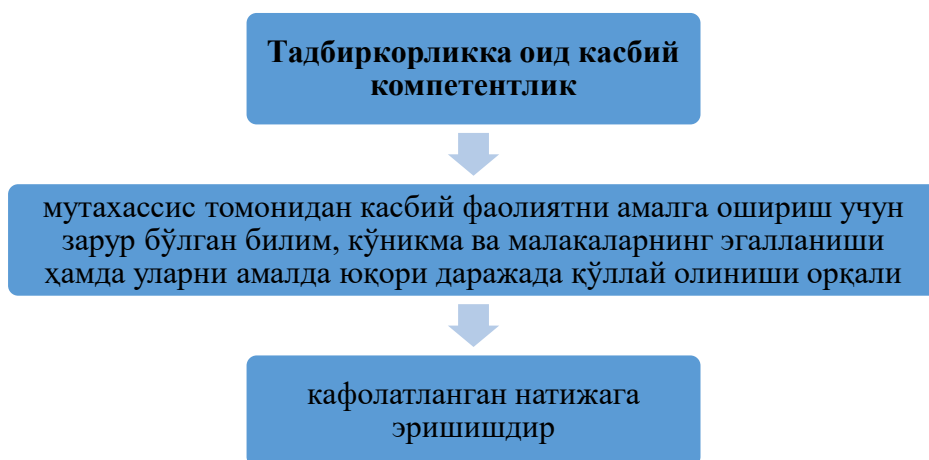 Тадбиркорликка оид касбий
компетентлик
мутахассис томонидан касбий фаолиятни амалга ошириш учун
зарур бўлган билим, кўникма ва малакаларнинг эгалланиши
ҳамда уларни амалда юқори даражада қўллай олиниши орқали
кафолатланган натижага
эришишдир